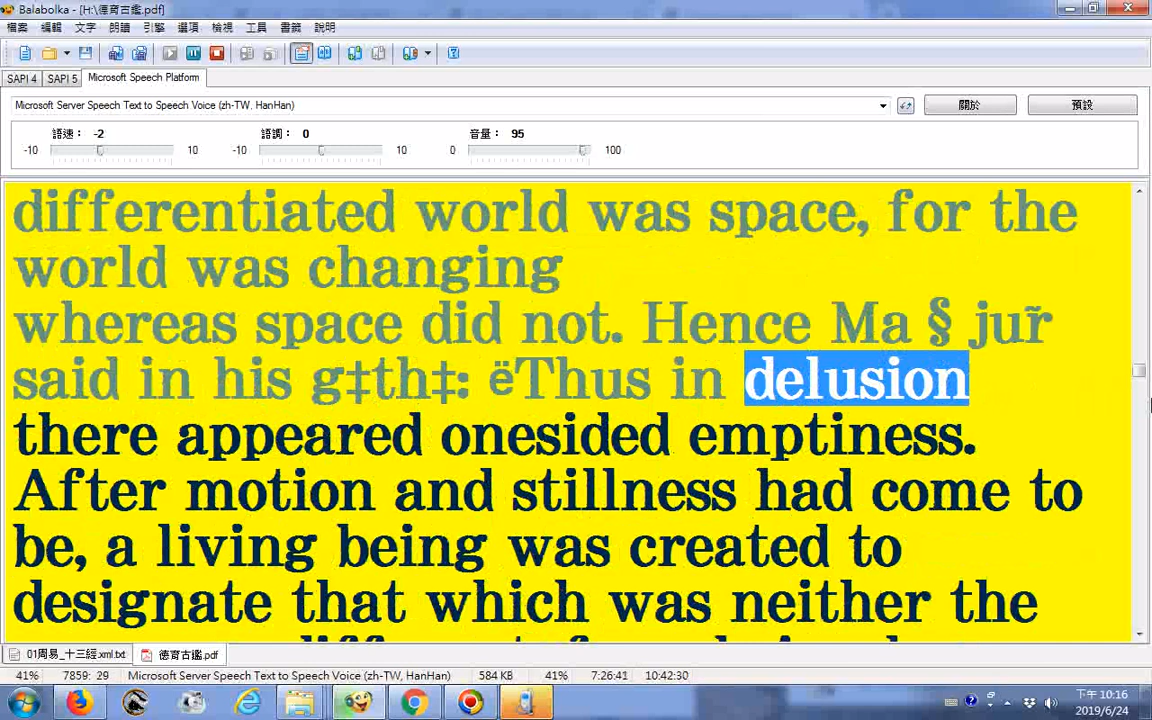 Balabolka - [H:\德育古鑑.pdf]
檔案 編輯 文字 朗讀 引擎 選項 檢視 工具 書籤 說明
SAPI 4 SAPI 5 Microsoft Speech Platform
Microsoft Server Speech Text to Speech Voice (zh-TW, HanHan) 關於 預設
語速： -2 語調： 0 音量： 95
-10 10 -10 10 0 100
differentiated world was space, for the
world was changing
whereas space did not. Hence Ma § jur̃
said in his g‡th‡: ëThus in delusion
there appeared onesided emptiness.
After motion and stillness had come to
be, a living being was created to
designate that which was neither the
01周易_十三經.xml.txt 德育古鑑.pdf
41% 7859: 29 Microsoft Server Speech Text to Speech Voice (zh-TW, HanHan) 584 KB 41% 7:26:41 10:42:30
下午 10:16
2019/6/24